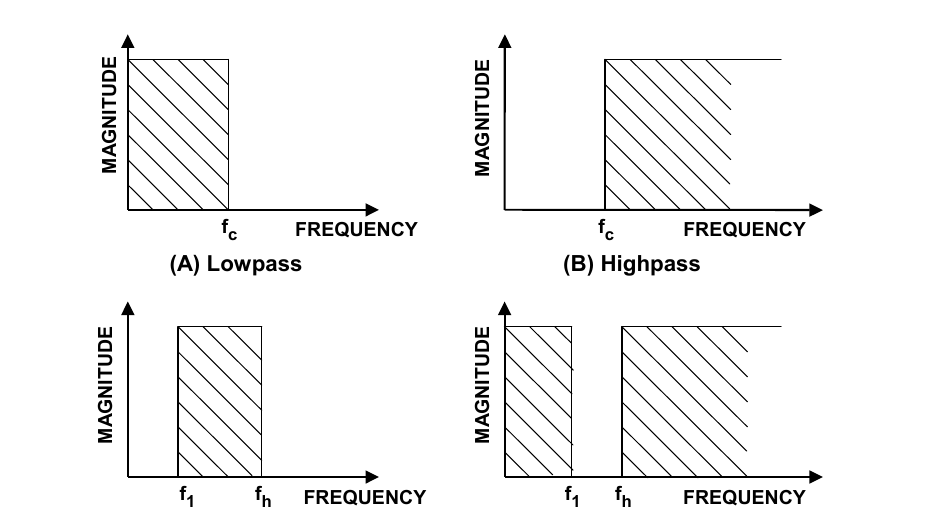 MAGNITUDE
f_c
FREQUENCY
(A) Lowpass
MAGNITUDE
f_c
FREQUENCY
(B) Highpass
MAGNITUDE
f_1
f_h
FREQUENCY
MAGNITUDE
f_1
f_h
FREQUENCY